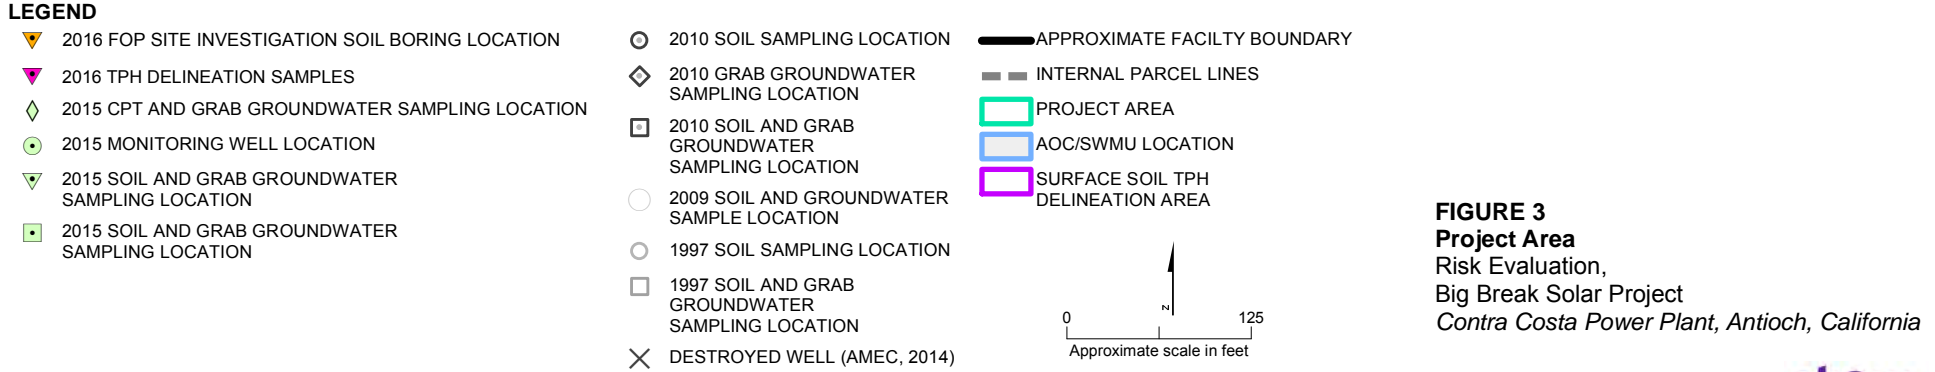 LEGEND
2016 FOP SITE INVESTIGATION SOIL BORING LOCATION
2016 TPH DELINEATION SAMPLES
2015 CPT AND GRAB GROUNDWATER SAMPLING LOCATION
2015 MONITORING WELL LOCATION
2015 SOIL AND GRAB GROUNDWATER
SAMPLING LOCATION
2015 SOIL AND GRAB GROUNDWATER
SAMPLING LOCATION
2010 SOIL SAMPLING LOCATION
2010 GRAB GROUNDWATER
SAMPLING LOCATION
2010 SOIL AND GRAB
GROUNDWATER
SAMPLING LOCATION
2009 SOIL AND GROUNDWATER
SAMPLE LOCATION
1997 SOIL SAMPLING LOCATION
1997 SOIL AND GRAB
GROUNDWATER
SAMPLING LOCATION
DESTROYED WELL (AMEC, 2014)
APPROXIMATE FACILTY BOUNDARY
INTERNAL PARCEL LINES
PROJECT AREA
AOC/SWMU LOCATION
SURFACE SOIL TPH
DELINEATION AREA
N
0 125
Approximate scale in feet
FIGURE 3
Project Area
Risk Evaluation,
Big Break Solar Project
Contra Costa Power Plant, Antioch, California